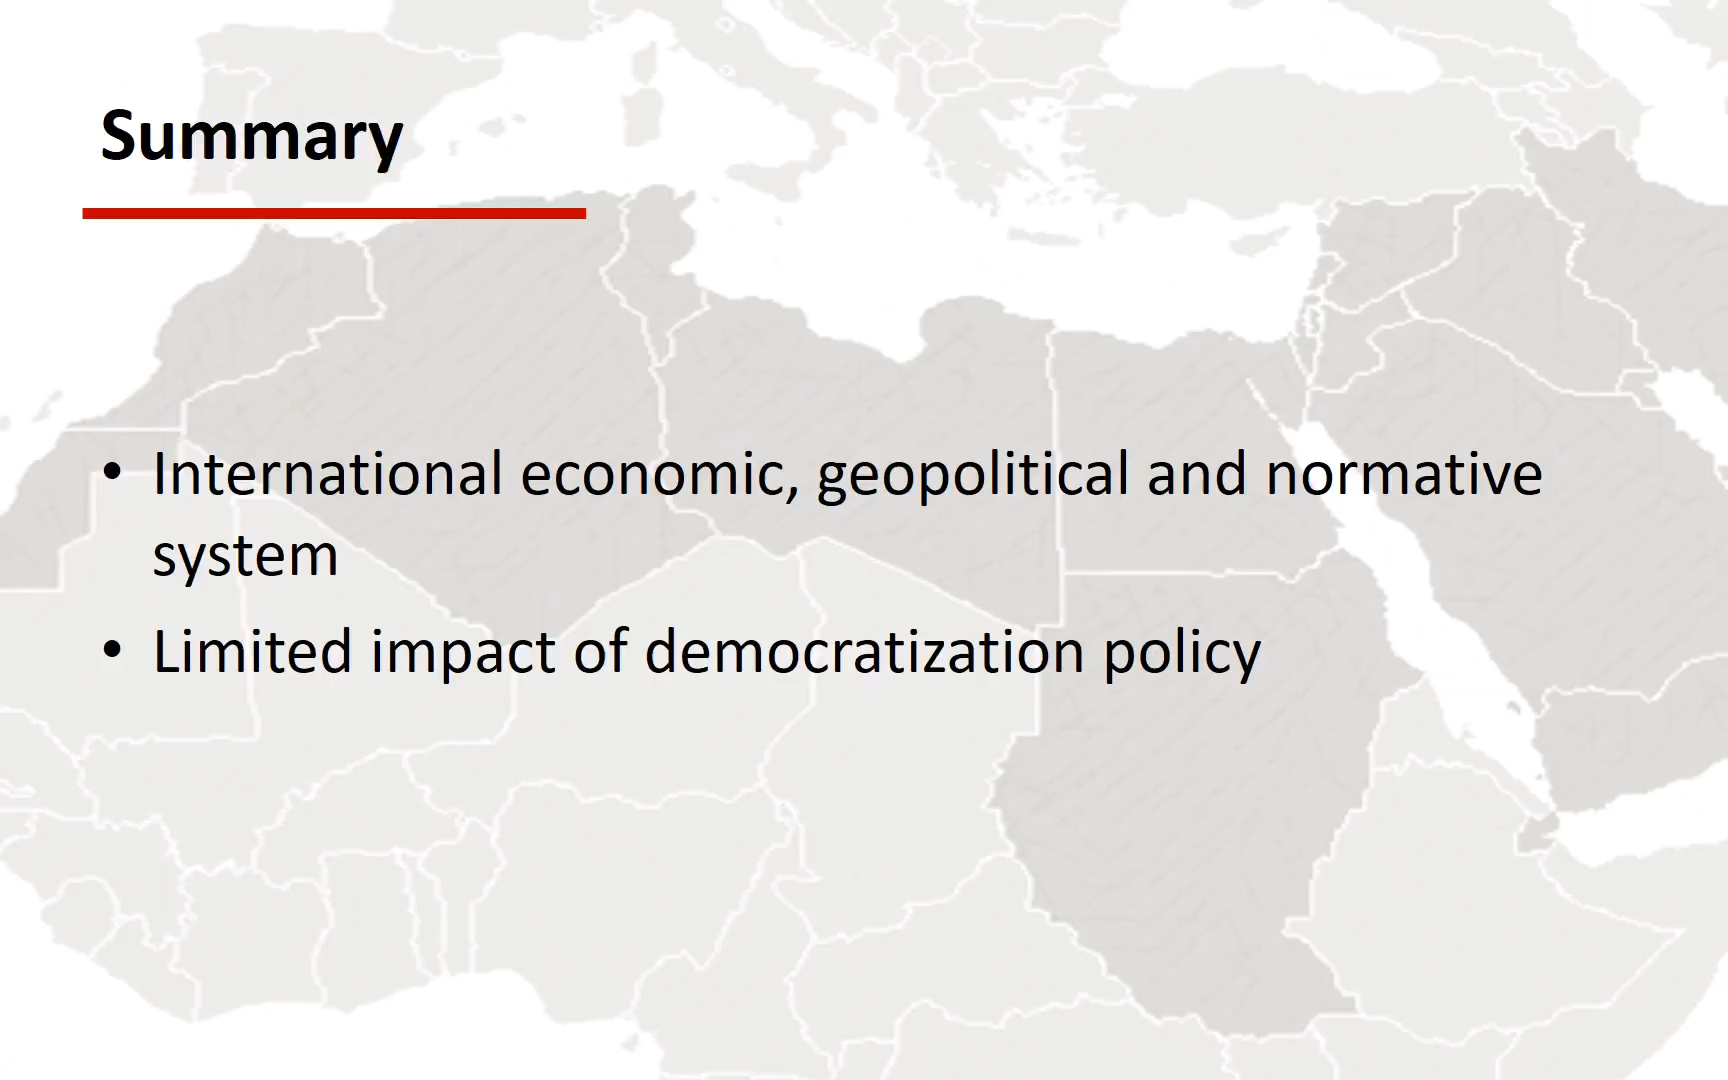 Summary
• International economic, geopolitical and normative
system
• Limited impact of democratization policy